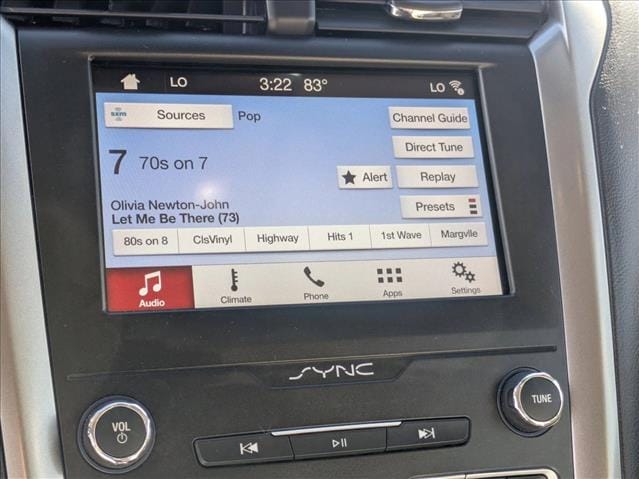 LO 3:22 83° LO
sxm Sources Pop Channel Guide
Direct Tune
7 70s on 7
Alert Replay
Olivia Newton-John Presets
Let Me Be There (73)
80s on 8 ClsVinyl Highway Hits 1 1st Wave Margvlle
Audio Climate Phone Apps Settings
SYNC
VOL
TUNE